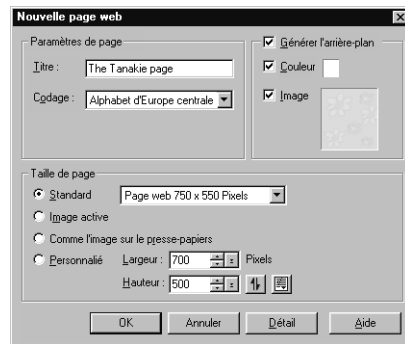 Nouvelle page web
Paramètres de page
Titre : The Tanakie page
Codage : Alphabet d'Europe centrale
Générer l'arrière-plan
Couleur
Image
Taille de page
Standard Page web 750 x 550 Pixels
Image active
Comme l'image sur le presse-papiers
Personnalié Largeur : 700 Pixels
Hauteur : 500
OK Annuler Détail Aide